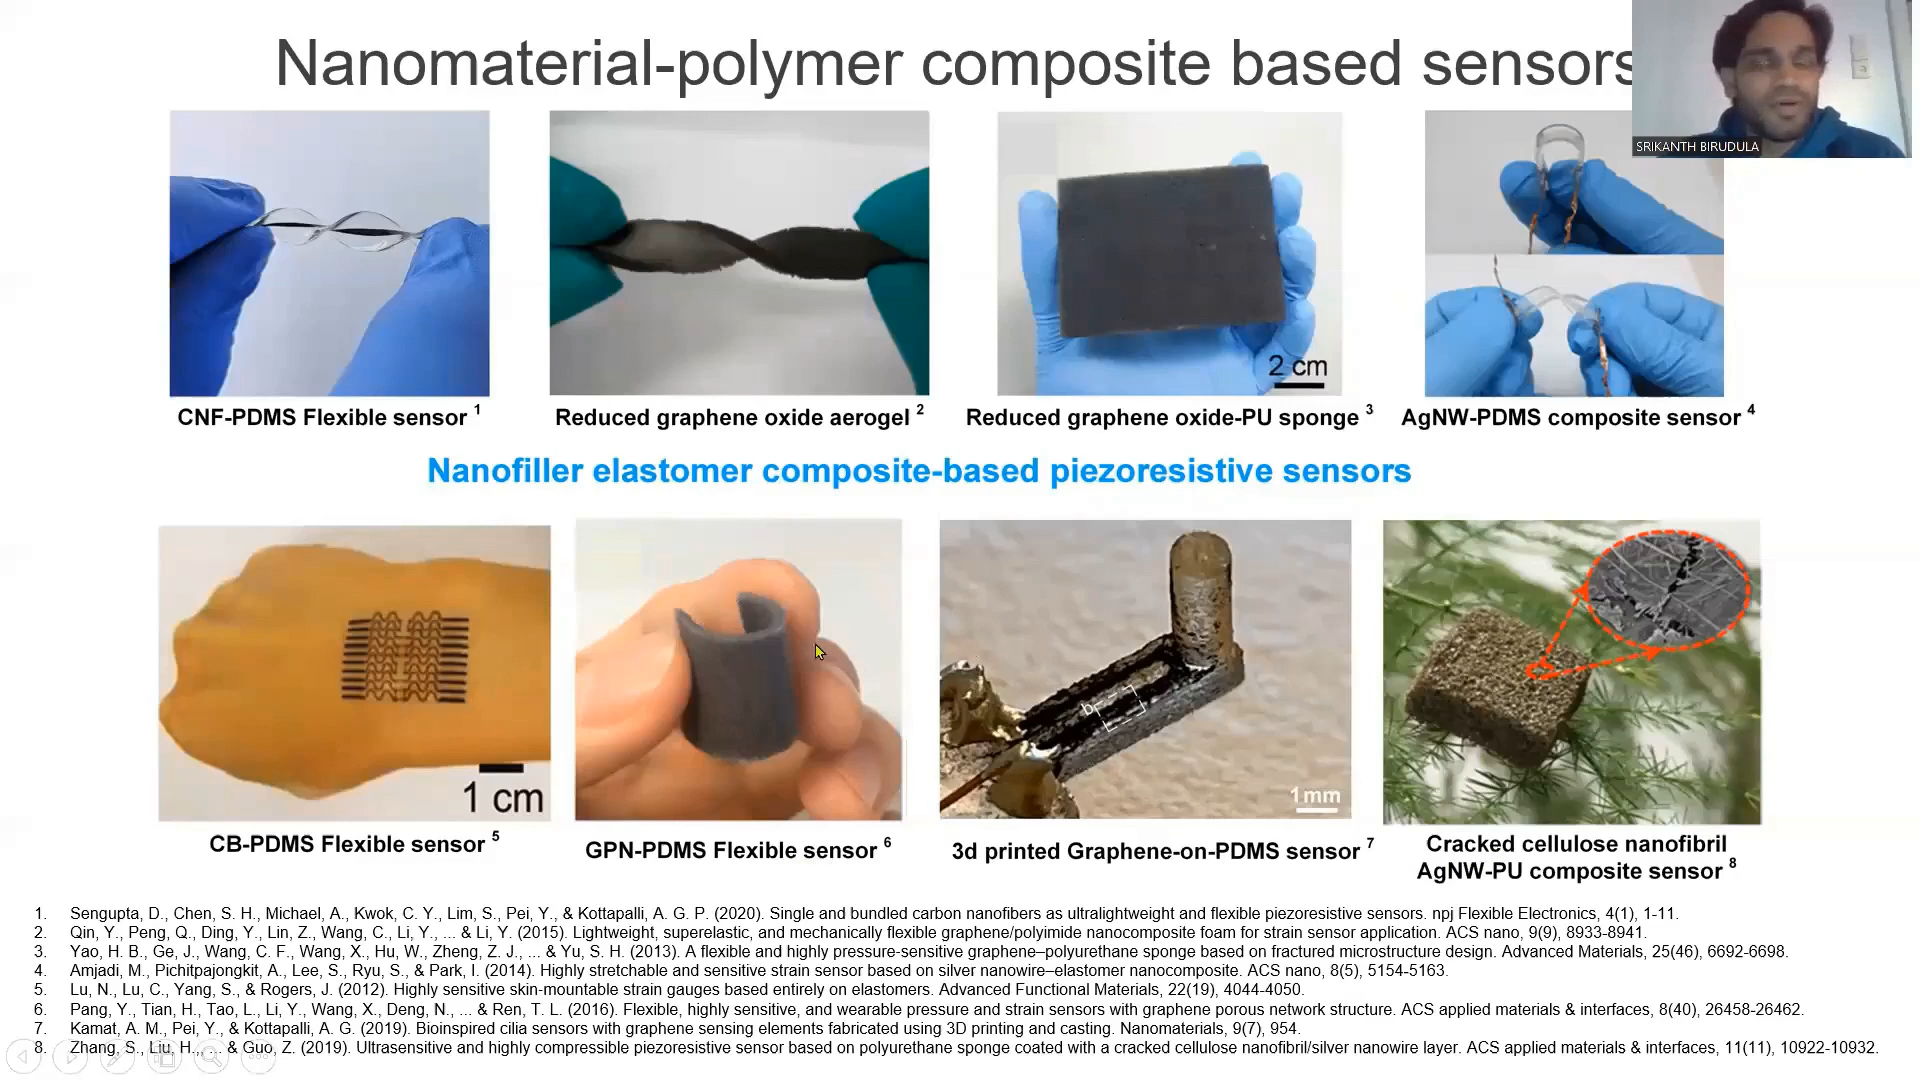 Nanomaterial-polymer composite based sensors
SRIKANTH BIRUDULA
2 cm
CNF-PDMS Flexible sensor 1
Reduced graphene oxide aerogel 2
Reduced graphene oxide-PU sponge 3
AgNW-PDMS composite sensor 4
Nanofiller elastomer composite-based piezoresistive sensors
1 cm
b
1mm
CB-PDMS Flexible sensor 5
GPN-PDMS Flexible sensor 6
3d printed Graphene-on-PDMS sensor 7
Cracked cellulose nanofibril
AgNW-PU composite sensor 8
1. Sengupta, D., Chen, S. H., Michael, A., Kwok, C. Y., Lim, S., Pei, Y., & Kottapalli, A. G. P. (2020). Single and bundled carbon nanofibers as ultralightweight and flexible piezoresistive sensors. npj Flexible Electronics, 4(1), 1-11.
2. Qin, Y., Peng, Q., Ding, Y., Lin, Z., Wang, C., Li, Y., ... & Li, Y. (2015). Lightweight, superelastic, and mechanically flexible graphene/polyimide nanocomposite foam for strain sensor application. ACS nano, 9(9), 8933-8941.
3. Yao, H. B., Ge, J., Wang, C. F., Wang, X., Hu, W., Zheng, Z. J., ... & Yu, S. H. (2013). A flexible and highly pressure-sensitive graphene–polyurethane sponge based on fractured microstructure design. Advanced Materials, 25(46), 6692-6698.
4. Amjadi, M., Pichitpajongkit, A., Lee, S., Ryu, S., & Park, I. (2014). Highly stretchable and sensitive strain sensor based on silver nanowire–elastomer nanocomposite. ACS nano, 8(5), 5154-5163.
5. Lu, N., Lu, C., Yang, S., & Rogers, J. (2012). Highly sensitive skin-mountable strain gauges based entirely on elastomers. Advanced Functional Materials, 22(19), 4044-4050.
6. Pang, Y., Tian, H., Tao, L., Li, Y., Wang, X., Deng, N., ... & Ren, T. L. (2016). Flexible, highly sensitive, and wearable pressure and strain sensors with graphene porous network structure. ACS applied materials & interfaces, 8(40), 26458-26462.
7. Kamat, A. M., Pei, Y., & Kottapalli, A. G. (2019). Bioinspired cilia sensors with graphene sensing elements fabricated using 3D printing and casting. Nanomaterials, 9(7), 954.
8. Zhang, S., Liu, H., ... & Guo, Z. (2019). Ultrasensitive and highly compressible piezoresistive sensor based on polyurethane sponge coated with a cracked cellulose nanofibril/silver nanowire layer. ACS applied materials & interfaces, 11(11), 10922-10932.